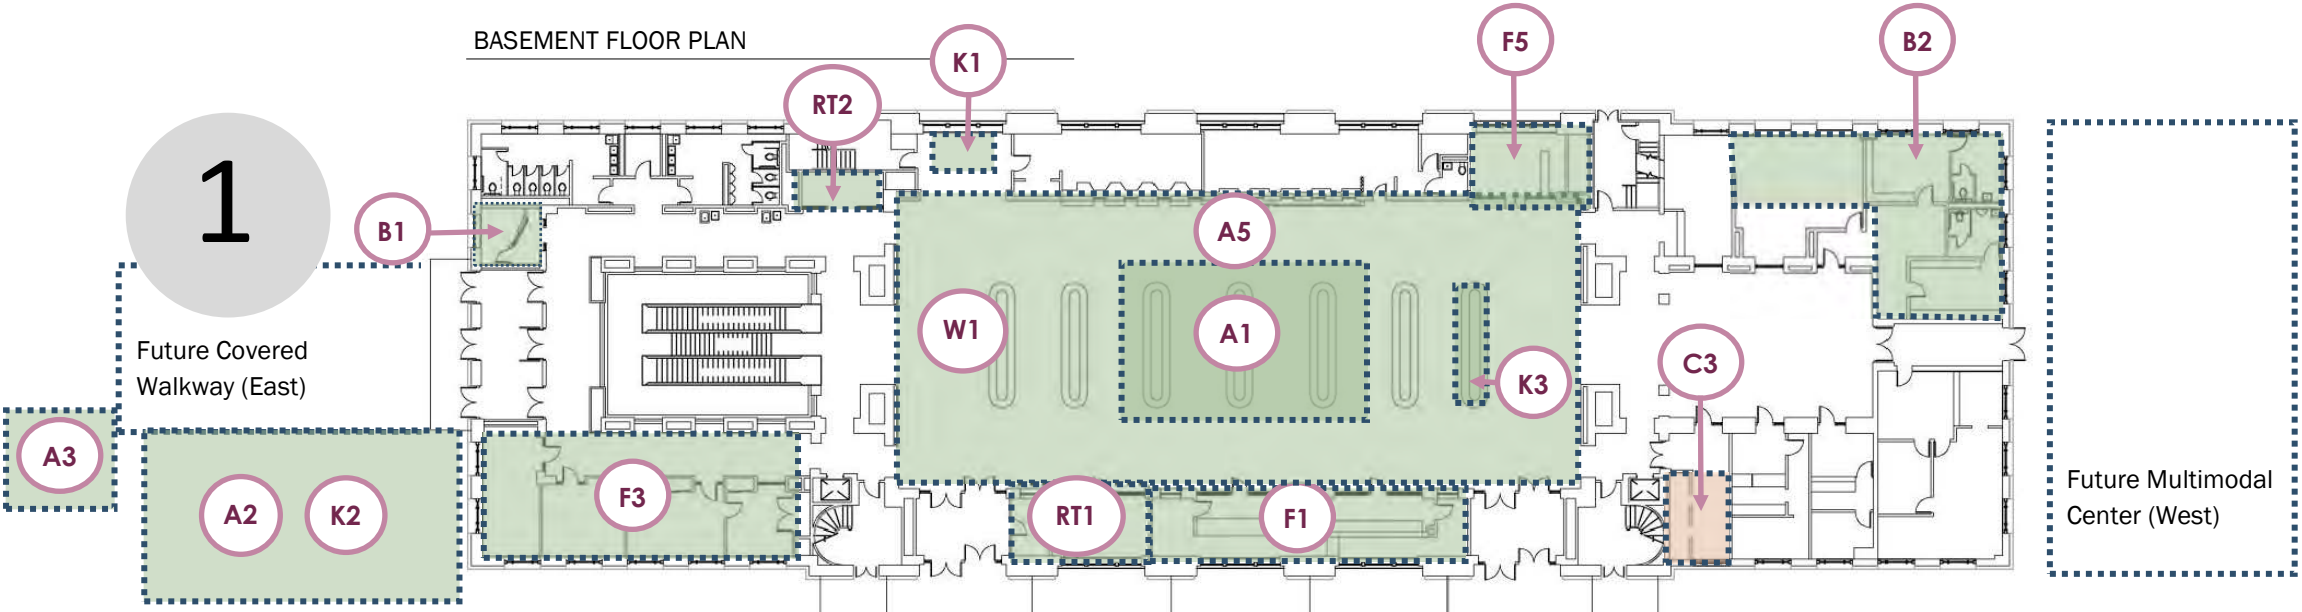 BASEMENT FLOOR PLAN
K1
F5
B2
RT2
1
B1
A5
W1
A1
K3
C3
Future Covered
Walkway (East)
A3
A2
K2
F3
RT1
F1
Future Multimodal
Center (West)